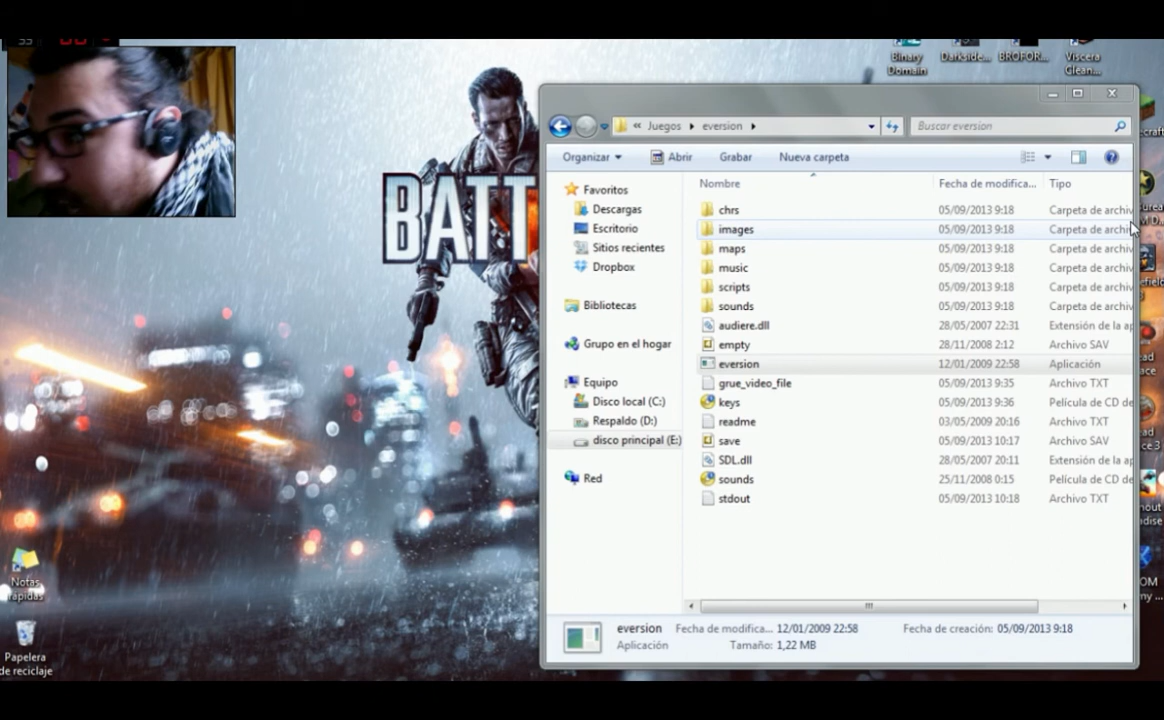 Binary
Domain
Darkside...
BROFOR...
Viscera
Clean...
BATT
« Juegos ▸ eversion ▸
Buscar eversion
Organizar ▾ Abrir Grabar Nueva carpeta
Favoritos
Descargas
Escritorio
Sitios recientes
Dropbox
Bibliotecas
Grupo en el hogar
Equipo
Disco local (C:)
Respaldo (D:)
disco principal (E:)
Red
Nombre Fecha de modifica... Tipo
chrs 05/09/2013 9:18 Carpeta de archiv
images 05/09/2013 9:18 Carpeta de archiv
maps 05/09/2013 9:18 Carpeta de archiv
music 05/09/2013 9:18 Carpeta de archiv
scripts 05/09/2013 9:18 Carpeta de archiv
sounds 05/09/2013 9:18 Carpeta de archiv
audiere.dll 28/05/2007 22:31 Extensión de la ap
empty 28/11/2008 2:12 Archivo SAV
eversion 12/01/2009 22:58 Aplicación
grue_video_file 05/09/2013 9:35 Archivo TXT
keys 05/09/2013 9:36 Película de CD de
readme 03/05/2009 20:16 Archivo TXT
save 05/09/2013 10:17 Archivo SAV
SDL.dll 28/05/2007 20:11 Extensión de la ap
sounds 25/11/2008 0:15 Película de CD de
stdout 05/09/2013 10:18 Archivo TXT
eversion Fecha de modifica... 12/01/2009 22:58 Fecha de creación: 05/09/2013 9:18
Aplicación Tamaño: 1,22 MB
Notas
rápidas
Papelera
de reciclaje